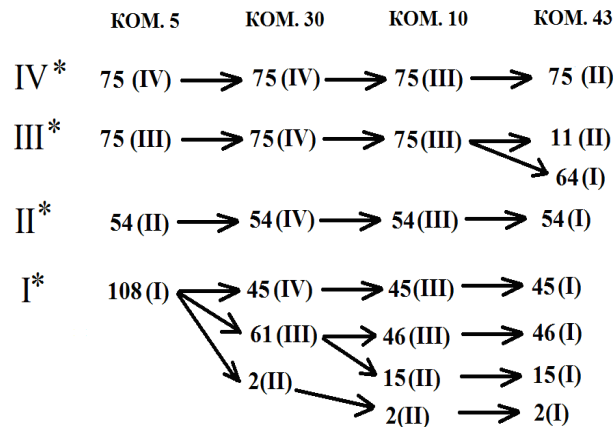 КОМ. 5 КОМ. 30 КОМ. 10 КОМ. 43
IV* 75 (IV) 75 (IV) 75 (III) 75 (II)
III* 75 (III) 75 (IV) 75 (III) 11 (II)
64 (I)
II* 54 (II) 54 (IV) 54 (III) 54 (I)
I* 108 (I) 45 (IV) 45 (III) 45 (I)
61 (III) 46 (III) 46 (I)
2(II) 15 (II) 15 (I)
2(II) 2(I)